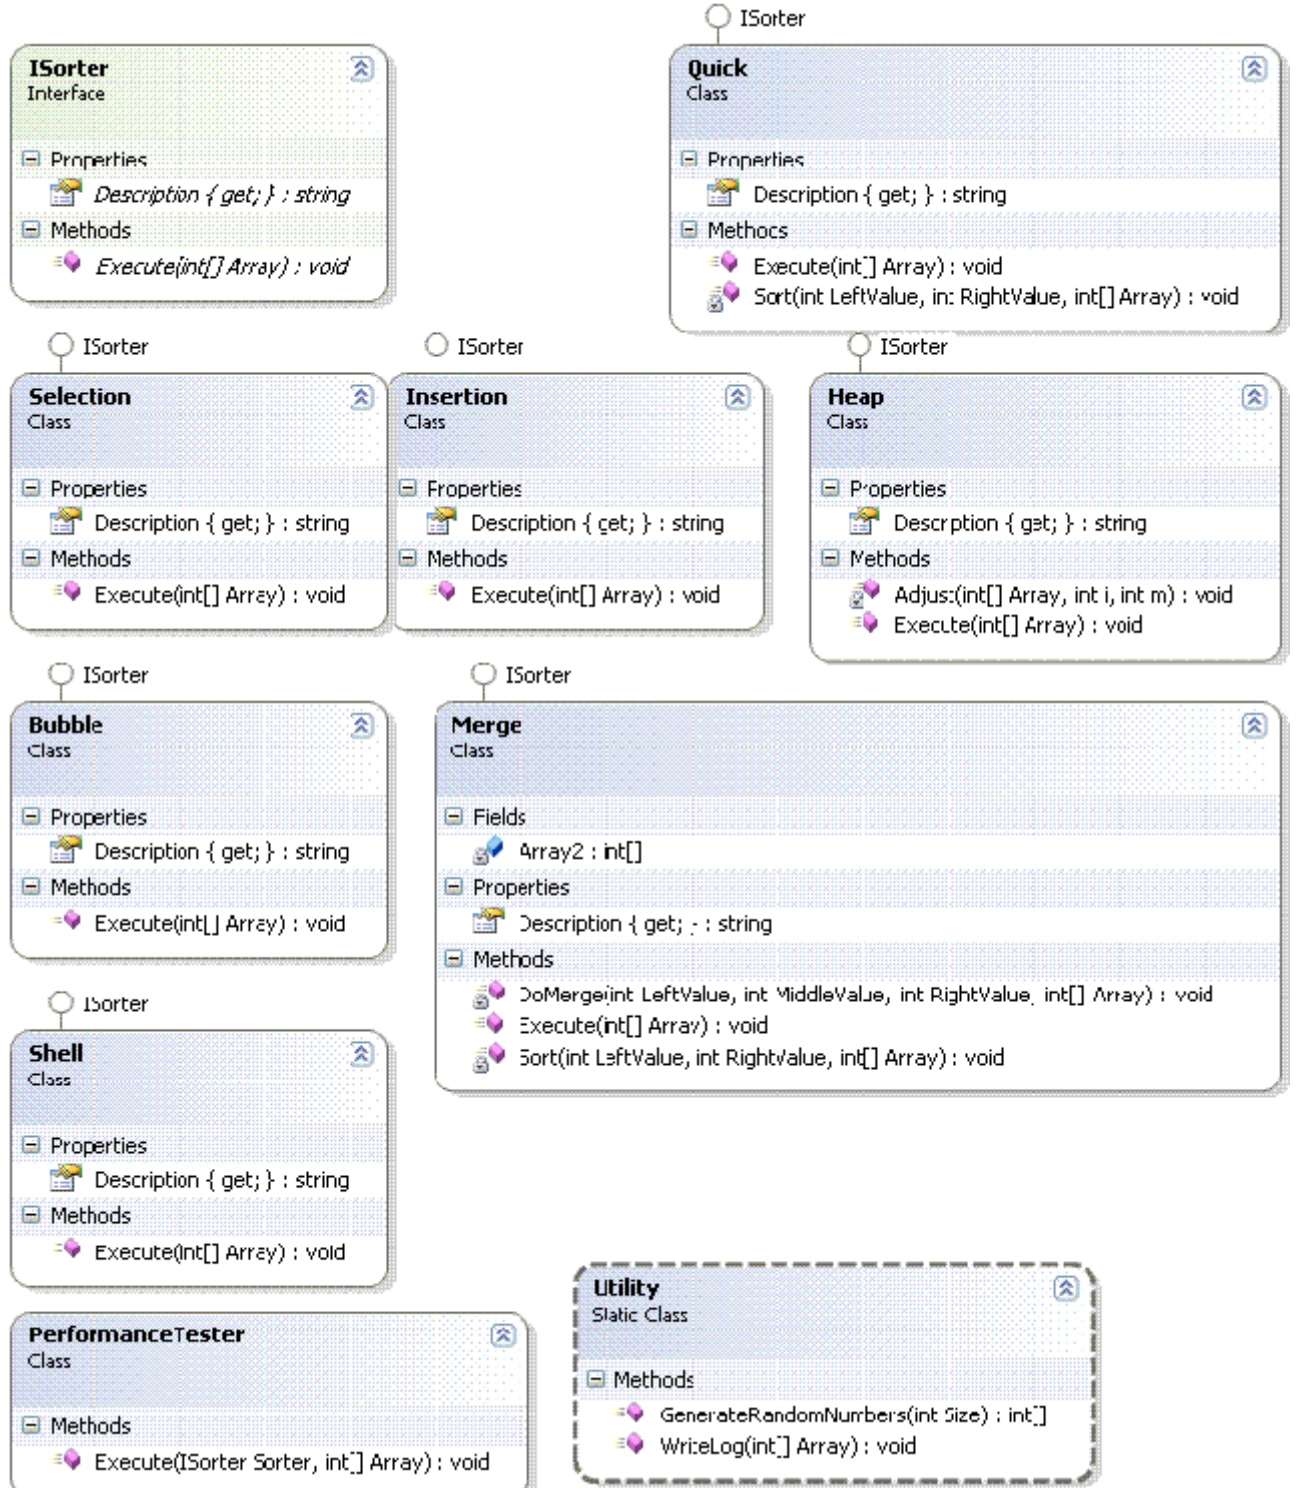 ISorter
ISorter
Interface
Properties
Description { get; } : string
Methods
Execute(int[] Array) : void
Quick
Class
Properties
Description { get; } : string
Methocs
Execute(int[] Array) : void
Sort(int LeftValue, int RightValue, int[] Array) : void
ISorter
Selection
Class
Properties
Description { get; } : string
Methods
Execute(int[] Array) : void
ISorter
Insertion
Class
Properties
Description { get; } : string
Methods
Execute(int[] Array) : void
ISorter
Heap
Class
Properties
Description { get; } : string
Methods
Adjust(int[] Array, int i, int m) : void
Execute(int[] Array) : void
ISorter
Bubble
Class
Properties
Description { get; } : string
Methods
Execute(int[] Array) : void
ISorter
Merge
Class
Fields
Array2 : int[]
Properties
Description { get; } : string
Methods
DoMerge(int LeftValue, int MiddleValue, int RightValue, int[] Array) : void
Execute(int[] Array) : void
Sort(int LeftValue, int RightValue, int[] Array) : void
ISorter
Shell
Class
Properties
Description { get; } : string
Methods
Execute(int[] Array) : void
PerformanceTester
Class
Methods
Execute(ISorter Sorter, int[] Array) : void
Utility
Static Class
Methods
GenerateRandomNumbers(int Size) : int[]
WriteLog(int[] Array) : void